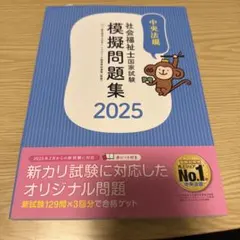 中央法規
社会福祉士国家試験
模擬問題集
2025
新カリ試験に対応した
オリジナル問題
新試験129問×3回分で合格ゲット
No.1